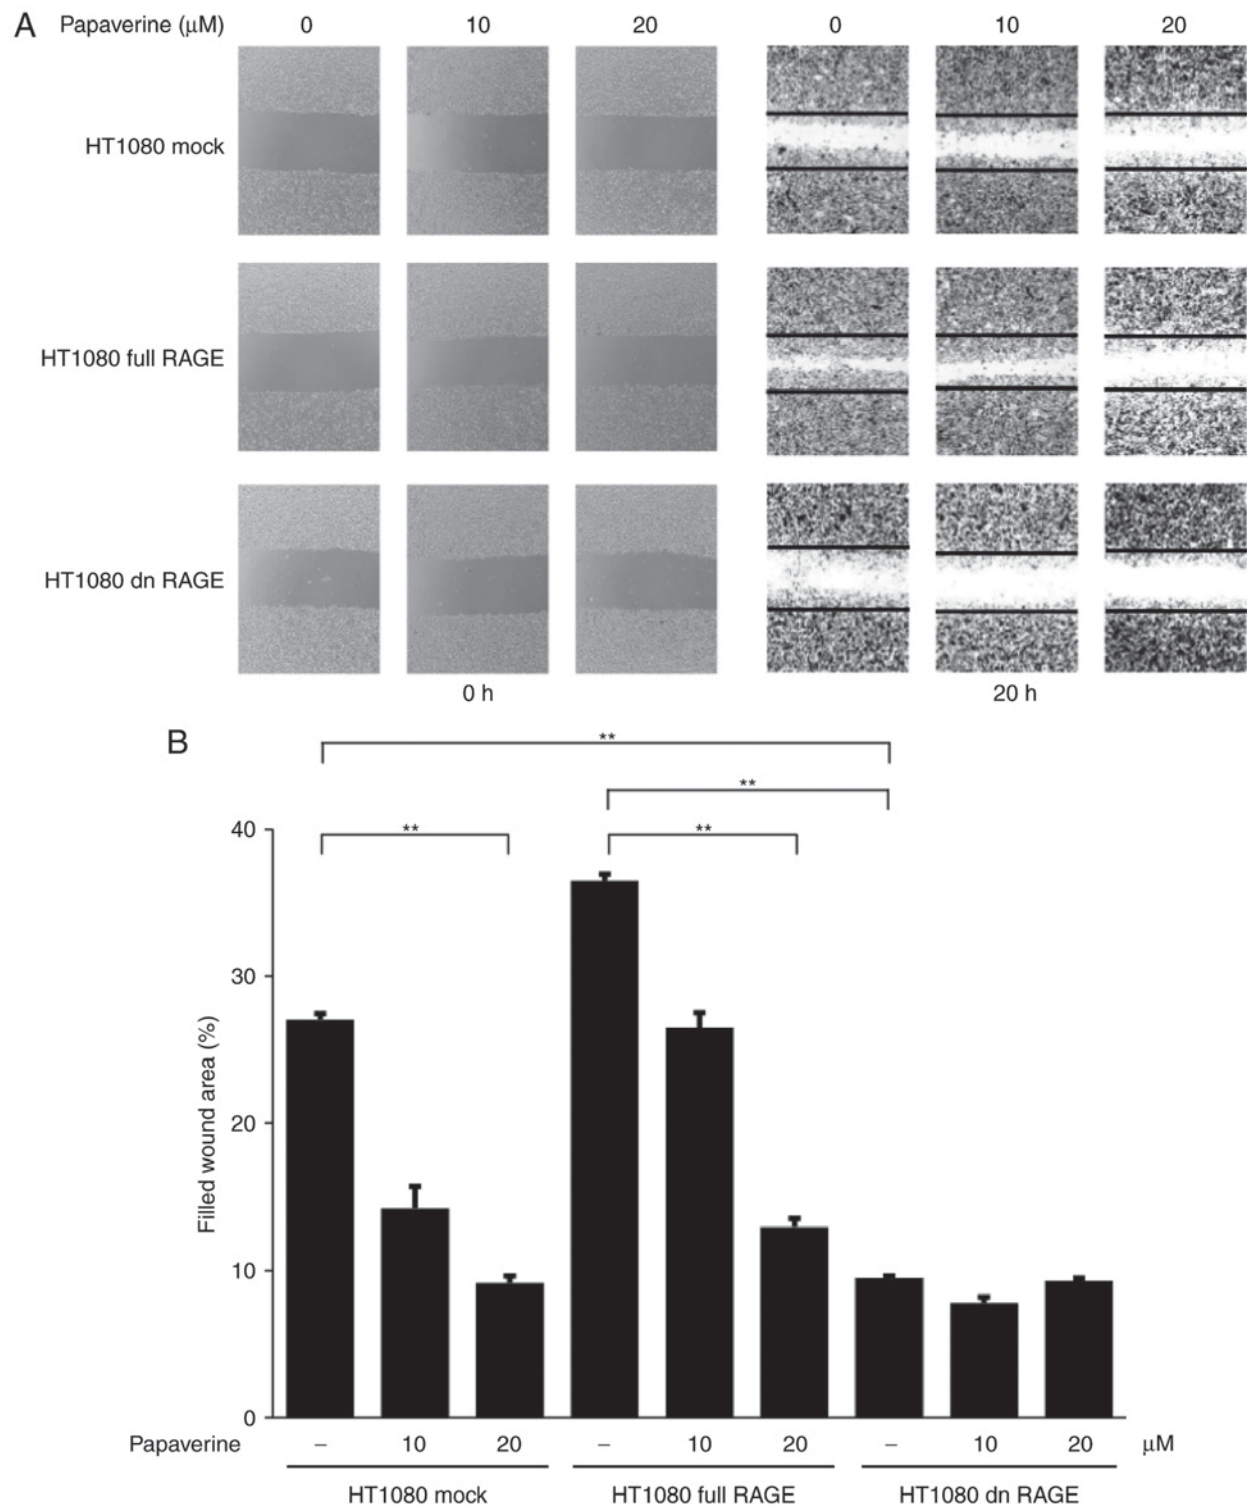 A Papaverine (μM) 0 10 20 0 10 20
HT1080 mock
HT1080 full RAGE
HT1080 dn RAGE
0 h 20 h
B
**
**
** **
40
30
20
10
0
Filled wound area (%)
Papaverine – 10 20 – 10 20 – 10 20 μM
HT1080 mock HT1080 full RAGE HT1080 dn RAGE